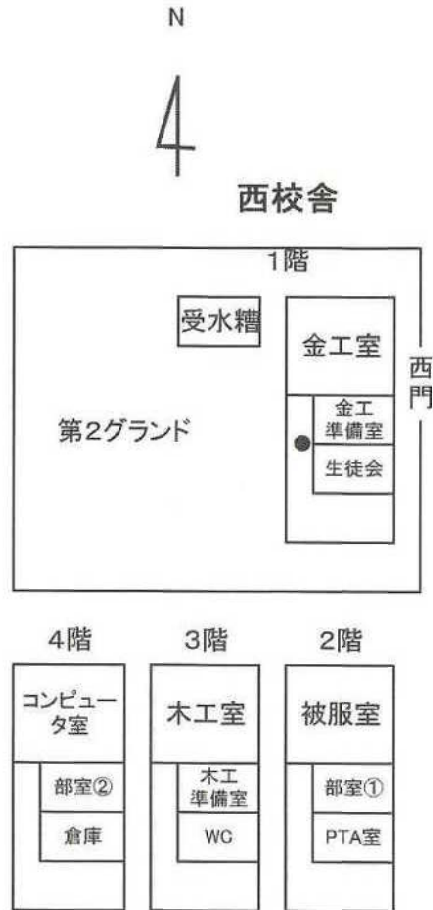 N
西校舎
1階
受水糟
金工室
西門
第2グランド
金工
準備室
生徒会
4階
3階
2階
コンピュー
タ室
木工室
被服室
部室②
木工
準備室
部室①
倉庫
WC
PTA室